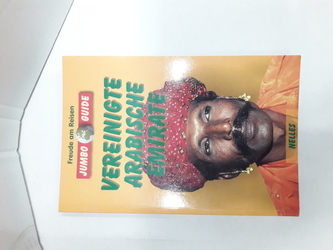 Freude am Reisen
JUMBO GUIDE
VEREINIGTE
ARABISCHE
EMIRATE
NELLES